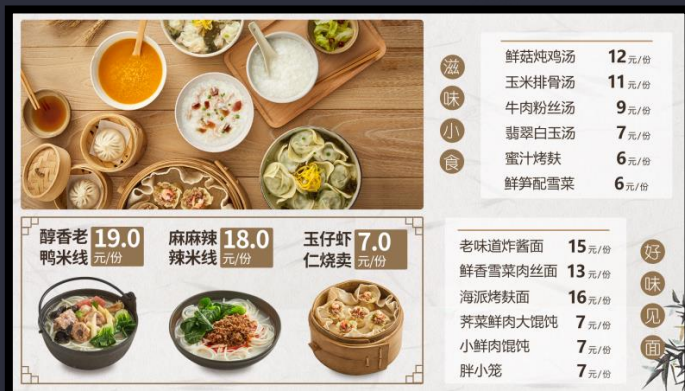 滋味小食
鲜菇炖鸡汤 12元/份
玉米排骨汤 11元/份
牛肉粉丝汤 9元/份
翡翠白玉汤 7元/份
蜜汁烤麸 6元/份
鲜笋配雪菜 6元/份
醇香老
鸭米线
19.0
元/份
麻麻辣
辣米线
18.0
元/份
玉仔虾
仁烧卖
7.0
元/份
老味道炸酱面 15元/份
鲜香雪菜肉丝面 13元/份
海派烤麸面 16元/份
荠菜鲜肉大馄饨 7元/份
小鲜肉馄饨 7元/份
胖小笼 7元/份
好味见面